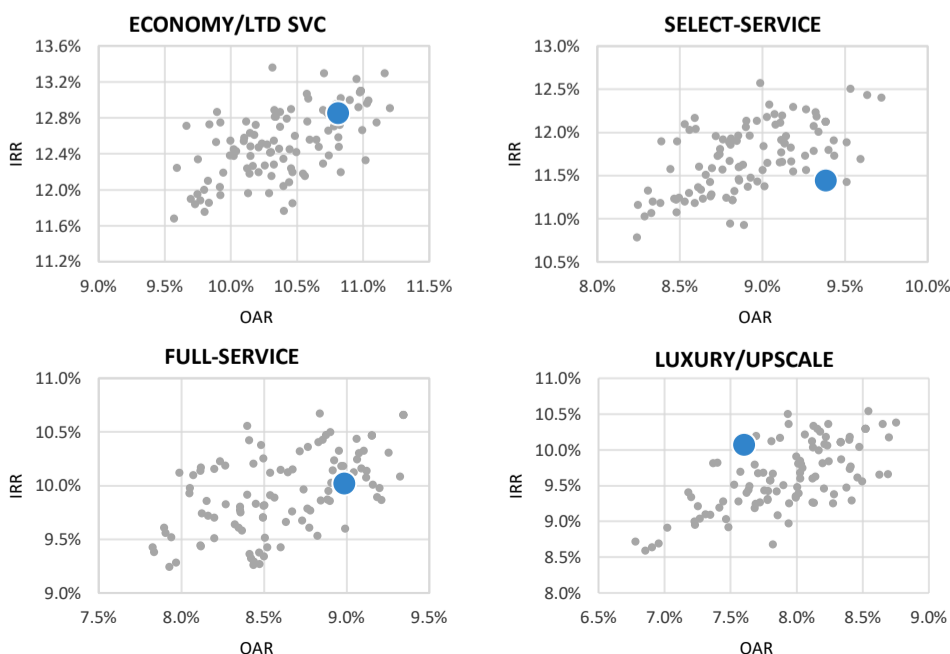 ECONOMY/LTD SVC
13.6%
13.2%
12.8%
12.4%
12.0%
11.6%
11.2%
IRR
9.0% 9.5% 10.0% 10.5% 11.0% 11.5%
OAR
SELECT-SERVICE
13.0%
12.5%
12.0%
11.5%
11.0%
10.5%
IRR
8.0% 8.5% 9.0% 9.5% 10.0%
OAR
FULL-SERVICE
11.0%
10.5%
10.0%
9.5%
9.0%
IRR
7.5% 8.0% 8.5% 9.0% 9.5%
OAR
LUXURY/UPSCALE
11.0%
10.5%
10.0%
9.5%
9.0%
8.5%
8.0%
IRR
6.5% 7.0% 7.5% 8.0% 8.5% 9.0%
OAR